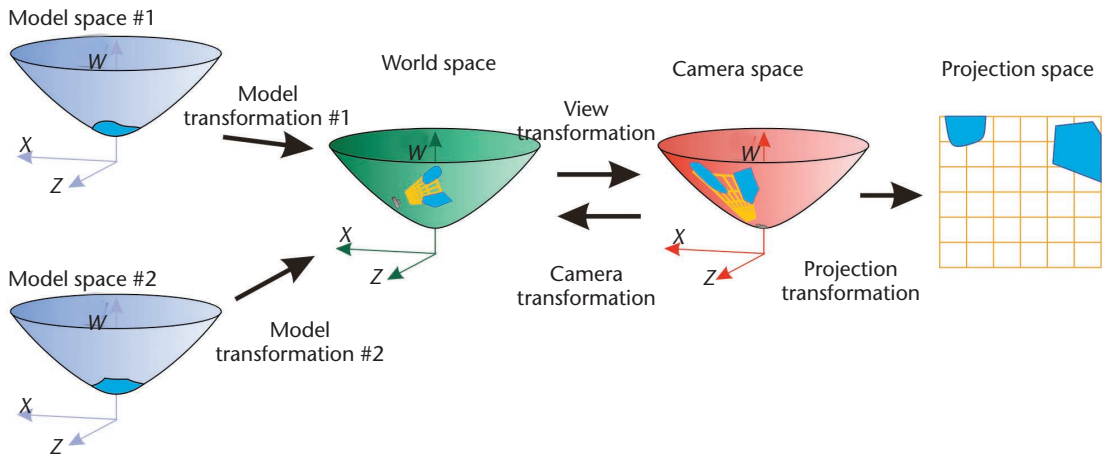 Model space #1
W
X
Z
Model
transformation #1
World space
W
X
Z
View
transformation
Camera
transformation
Camera space
W
X
Z
Projection
transformation
Projection space
Model space #2
W
X
Z
Model
transformation #2